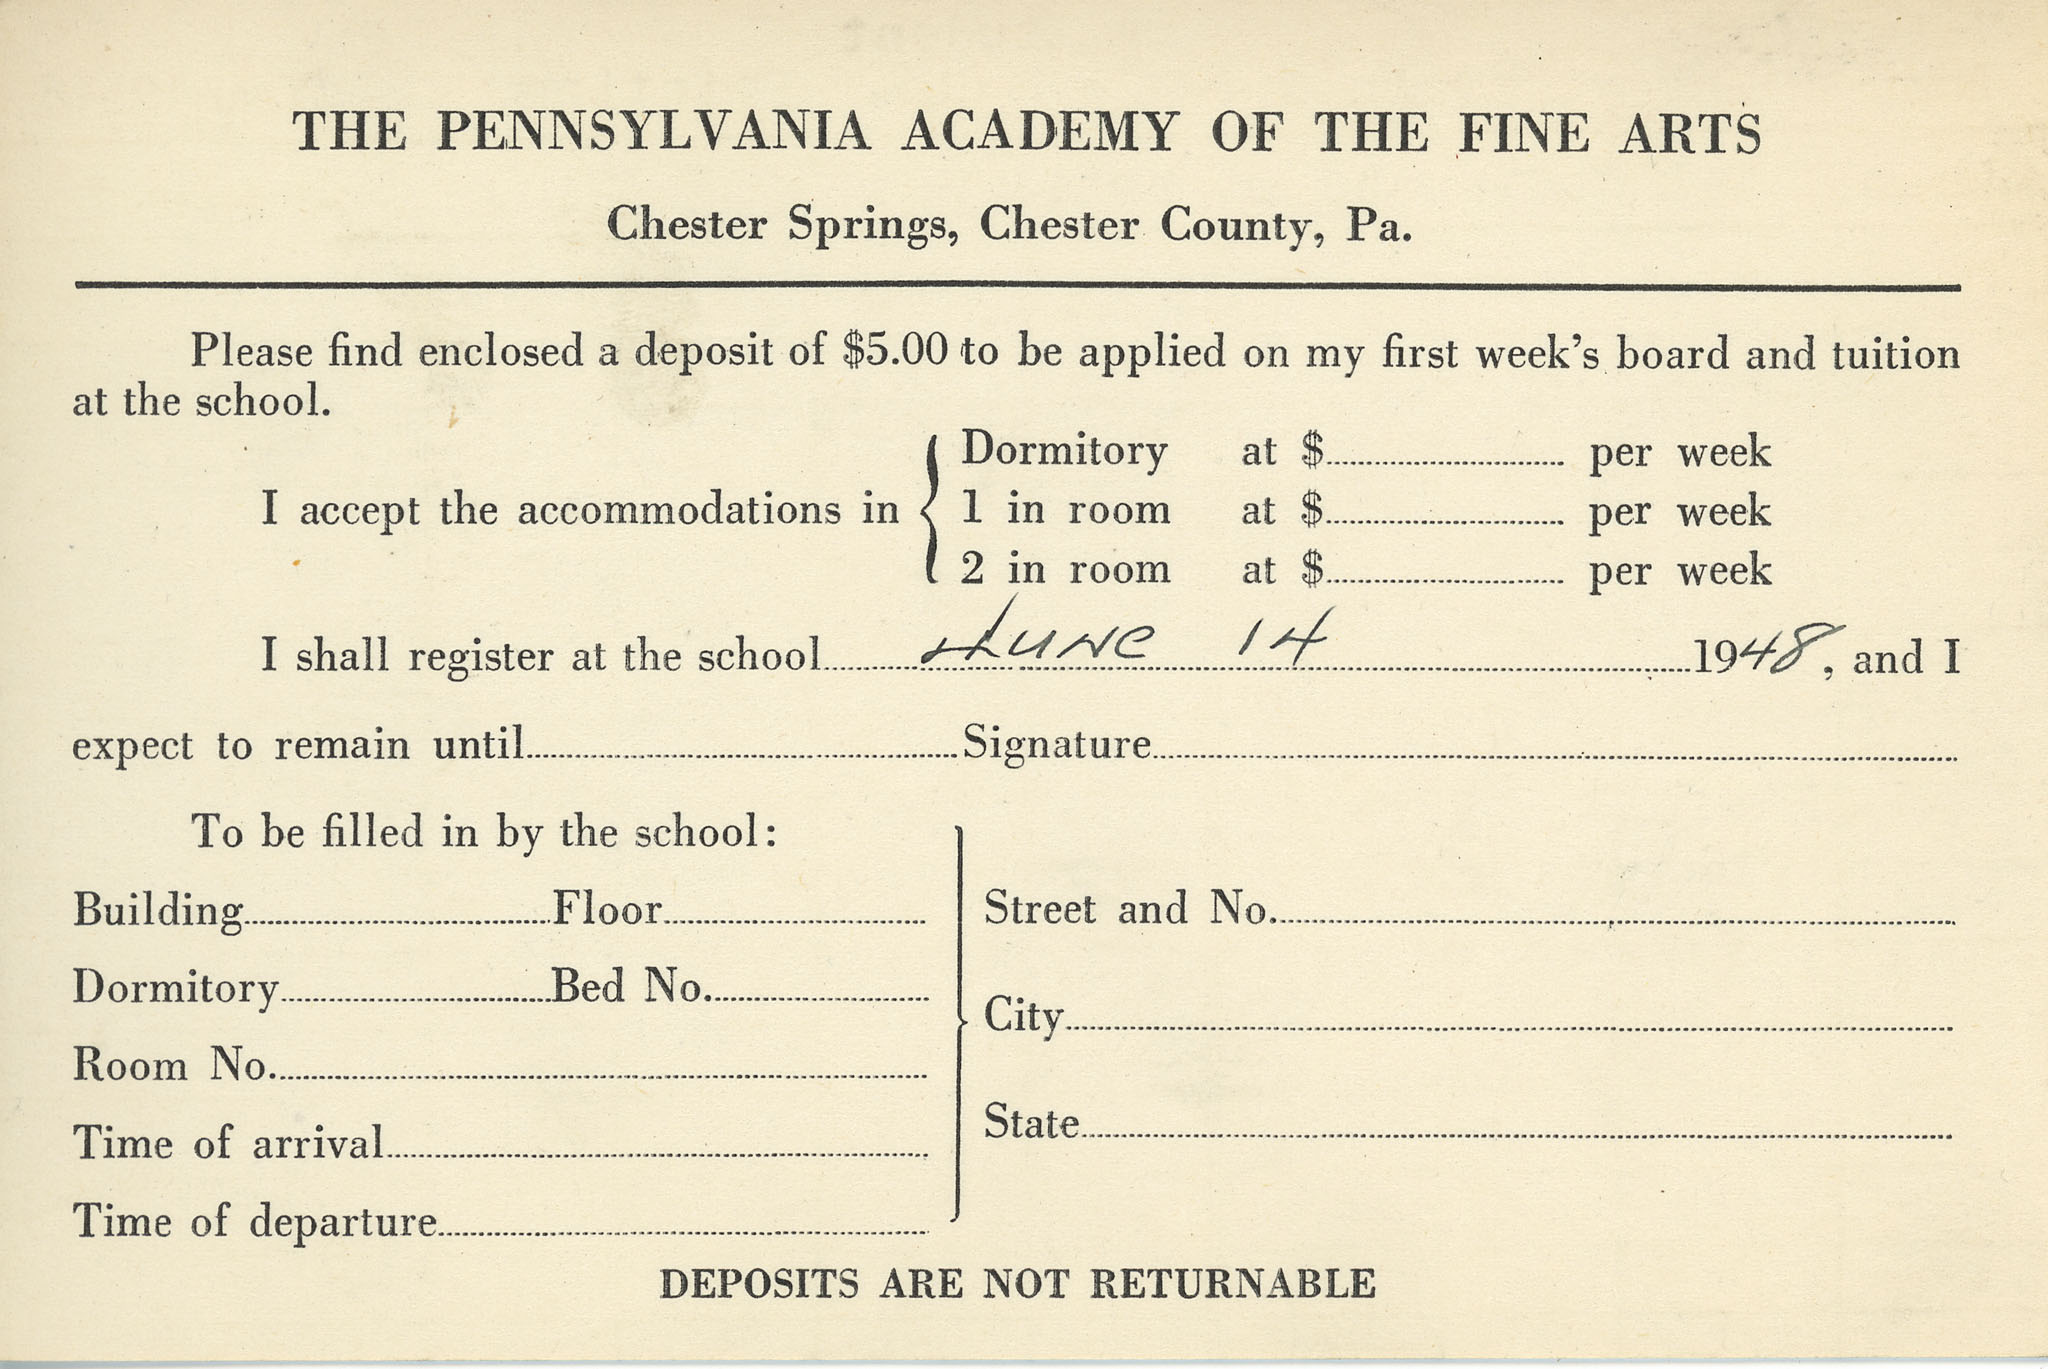 THE PENNSYLVANIA ACADEMY OF THE FINE ARTS
Chester Springs, Chester County, Pa.
Please find enclosed a deposit of $5.00 to be applied on my first week's board and tuition
at the school.
Dormitory at $ per week
I accept the accommodations in 1 in room at $ per week
2 in room at $ per week
I shall register at the school June 14 1948, and I
expect to remain until Signature
To be filled in by the school:
Building Floor
Dormitory Bed No.
Room No.
Time of arrival
Time of departure
Street and No.
City
State
DEPOSITS ARE NOT RETURNABLE